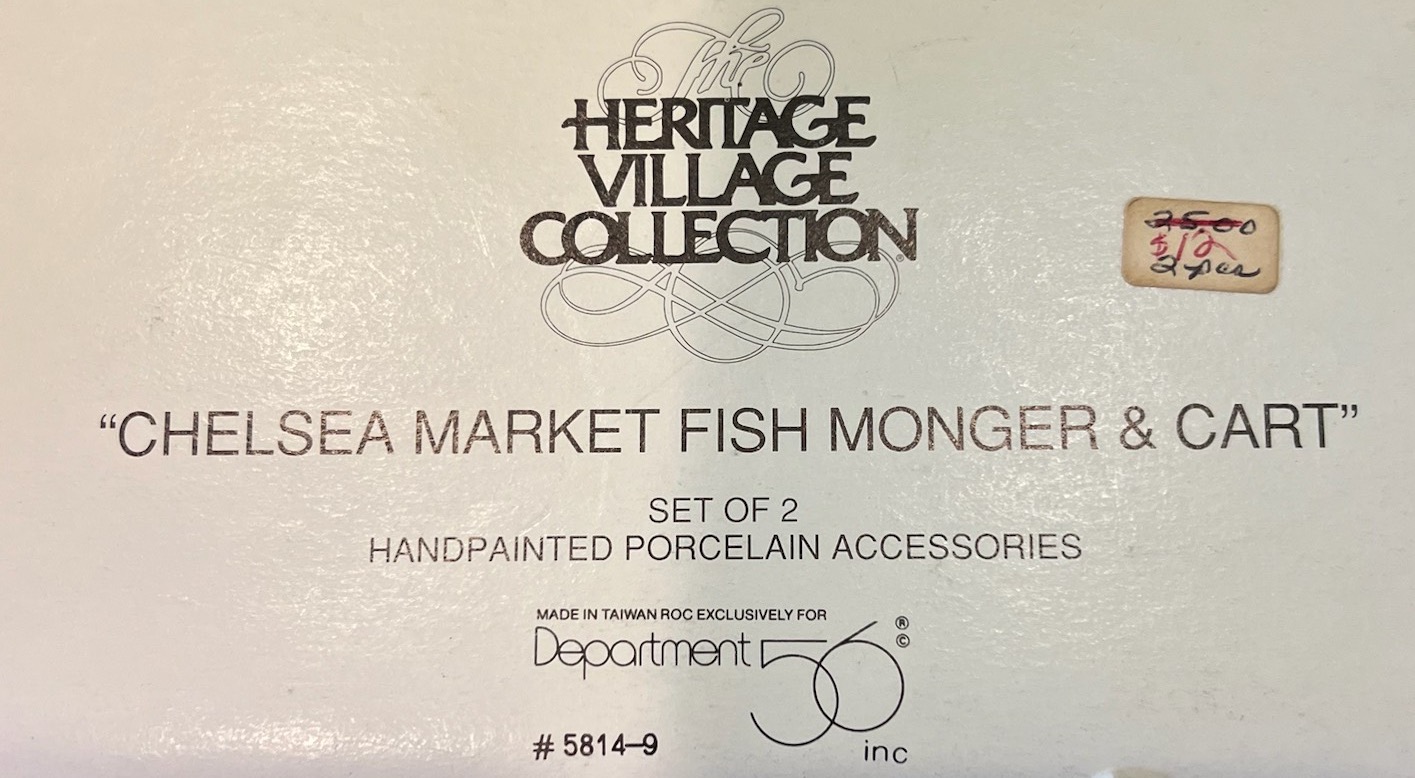 The
HERITAGE
VILLAGE
COLLECTION®
25.00
$12
2 pcs
“CHELSEA MARKET FISH MONGER & CART”
SET OF 2
HANDPAINTED PORCELAIN ACCESSORIES
MADE IN TAIWAN ROC EXCLUSIVELY FOR
Department 56 ® ©
inc
# 5814-9